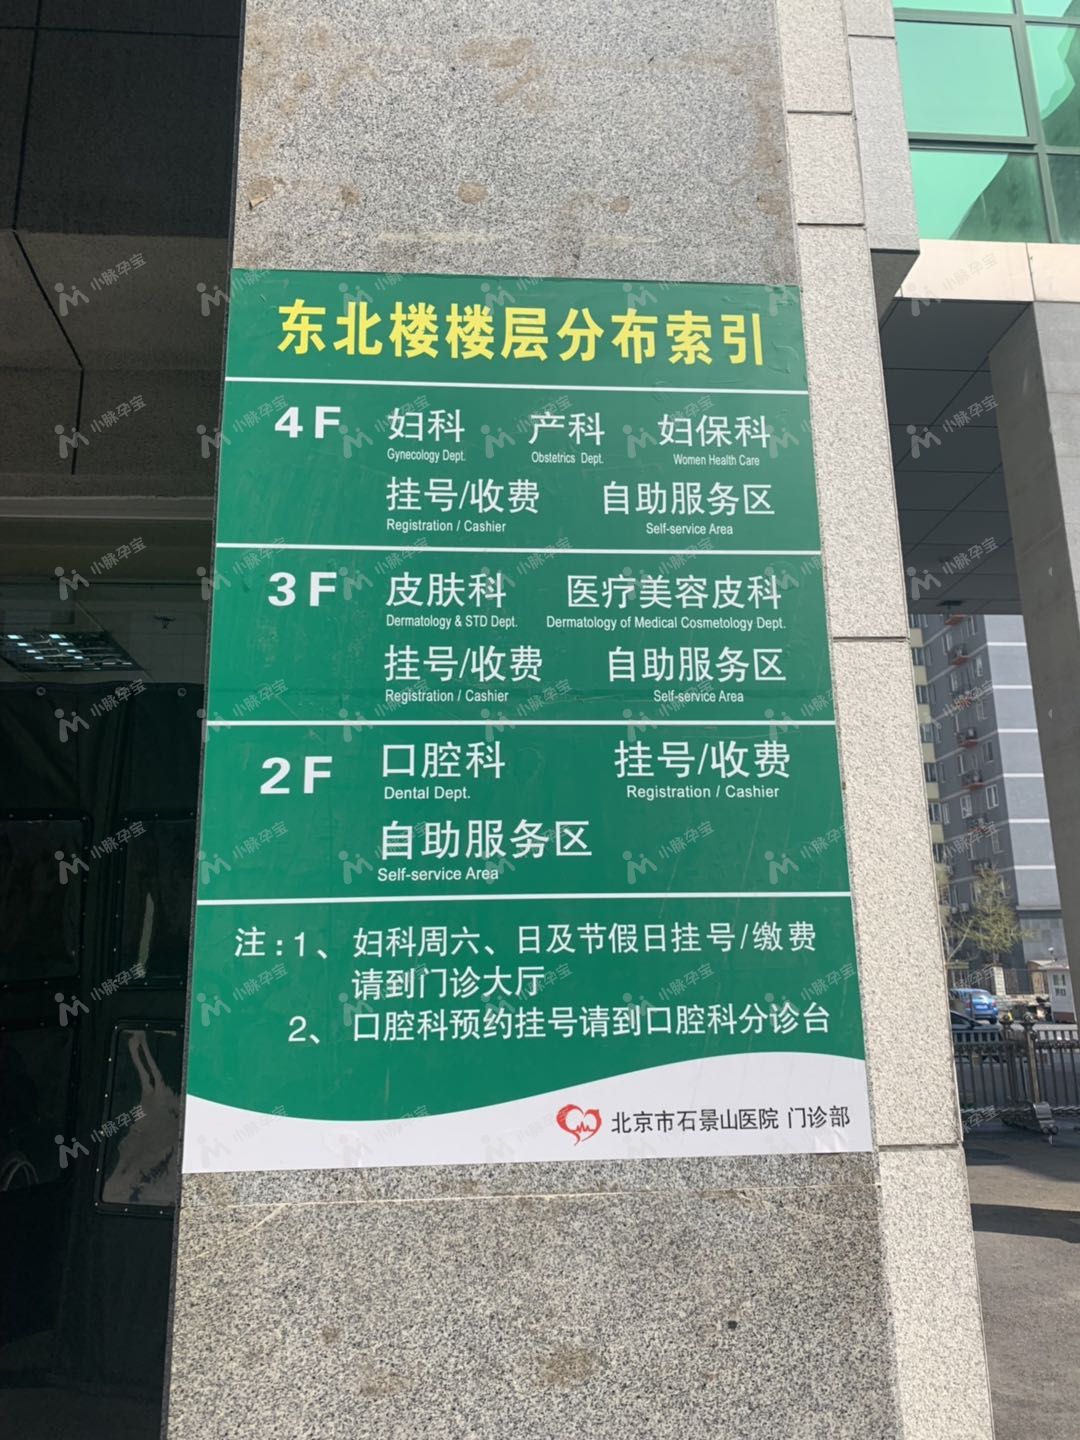 东北楼楼层分布索引
4F 妇科 产科 妇保科
Gynecology Dept. Obstetrics Dept. Women Health Care
挂号/收费 自助服务区
Registration / Cashier Self-service Area
3F 皮肤科 医疗美容皮科
Dermatology & STD Dept. Dermatology of Medical Cosmetology Dept.
挂号/收费 自助服务区
Registration / Cashier Self-service Area
2F 口腔科 挂号/收费
Dental Dept. Registration / Cashier
自助服务区
Self-service Area
注:1、妇科周六、日及节假日挂号/缴费
请到门诊大厅
2、口腔科预约挂号请到口腔科分诊台
北京市石景山医院 门诊部
小脉孕宝